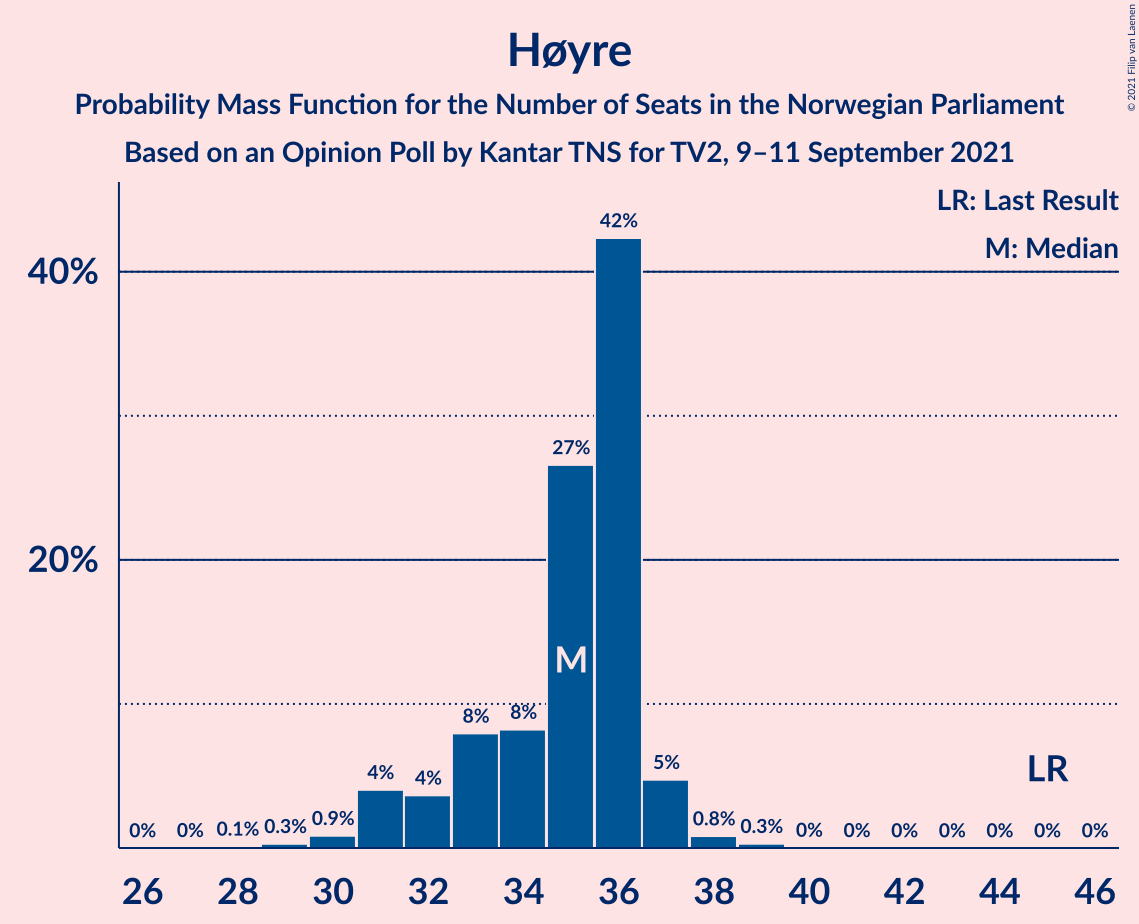 Høyre
Probability Mass Function for the Number of Seats in the Norwegian Parliament
Based on an Opinion Poll by Kantar TNS for TV2, 9–11 September 2021
© 2021 Filip van Laenen
LR: Last Result
M: Median
40%
20%
0% 0% 0.1% 0.3% 0.9% 4% 4% 8% 8% 27% 42% 5% 0.8% 0.3% 0% 0% 0% 0% 0% 0% 0%
M
LR
26 28 30 32 34 36 38 40 42 44 46